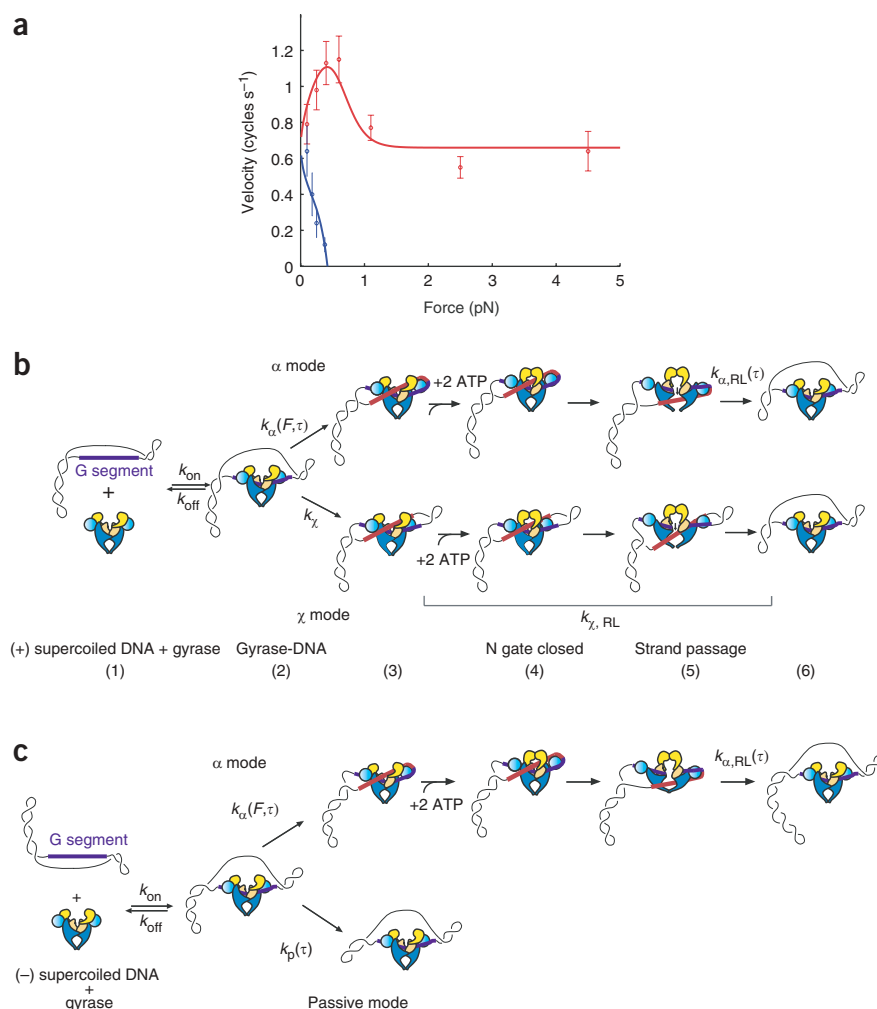 a
Velocity (cycles s⁻¹)
1.2
1
0.8
0.6
0.4
0.2
0
0 1 2 3 4 5
Force (pN)
b
α mode
+2 ATP
k_α,RL(τ)
k_α(F,τ)
G segment
+
k_on
k_off
k_χ
+2 ATP
χ mode
k_χ, RL
(+) supercoiled DNA + gyrase Gyrase-DNA N gate closed Strand passage
(1) (2) (3) (4) (5) (6)
c
α mode
k_α,RL(τ)
k_α(F,τ)
+2 ATP
G segment
+
k_on
k_off
k_p(τ)
(–) supercoiled DNA
+
gyrase
Passive mode